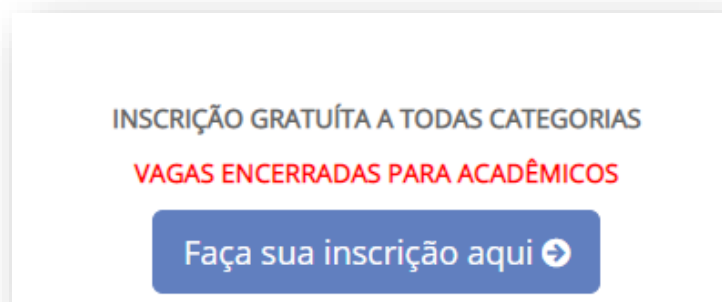 INSCRIÇÃO GRATUÍTA A TODAS CATEGORIAS
VAGAS ENCERRADAS PARA ACADÊMICOS
Faça sua inscrição aqui